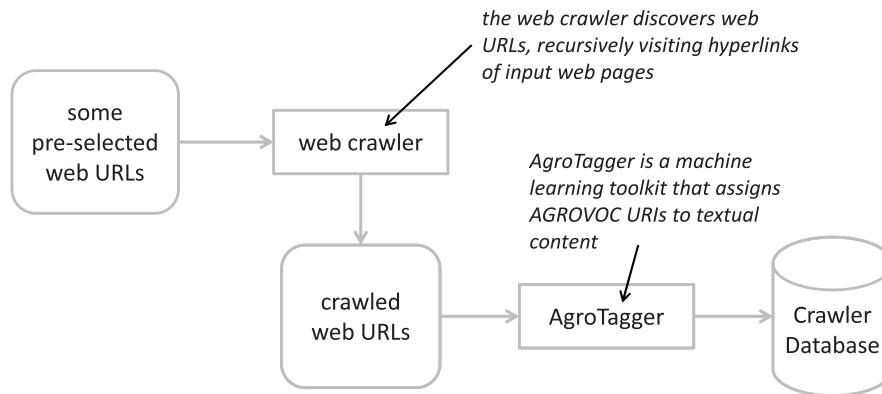 the web crawler discovers web
URLs, recursively visiting hyperlinks
of input web pages
some
pre-selected
web URLs
web crawler
AgroTagger is a machine
learning toolkit that assigns
AGROVOC URIs to textual
content
crawled
web URLs
AgroTagger
Crawler
Database